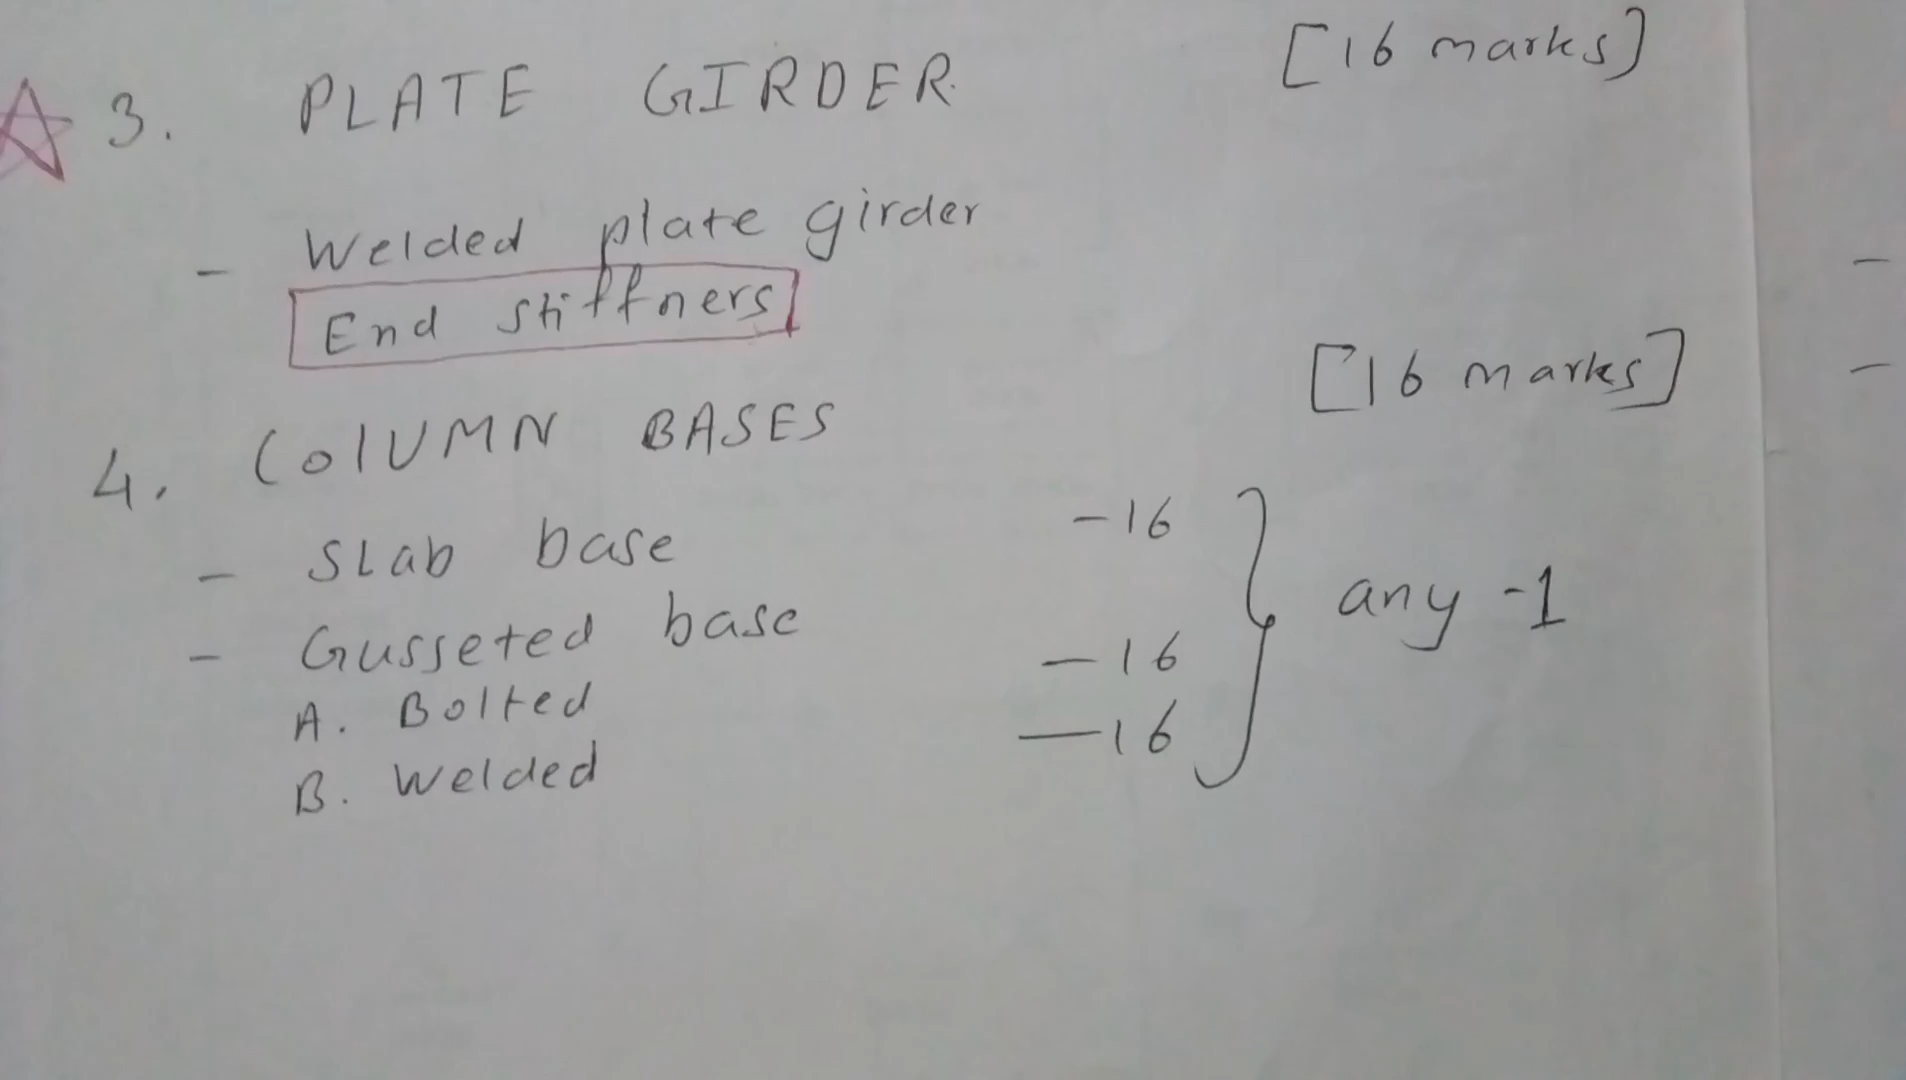 3. PLATE GIRDER. [16 marks]
- Welded plate girder
End stiffners
4. COlUMN BASES [16 marks]
- SLab base -16
- Gusseted base
A. Bolted -16
B. Welded -16
any -1